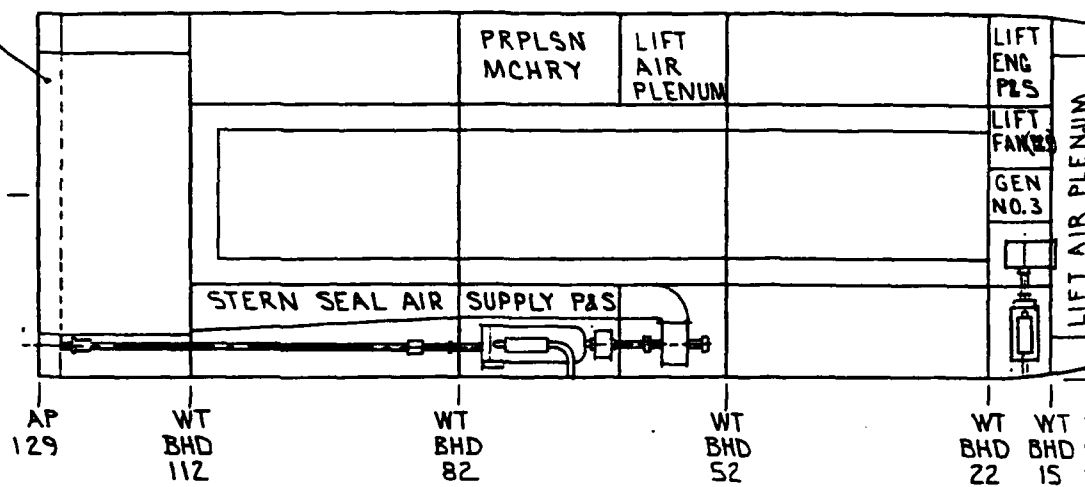 PRPLSN
MCHRY
LIFT
AIR
PLENUM
LIFT
ENG
P&S
LIFT
FAN(P&S)
GEN
NO.3
LIFT AIR PLENUM
STERN SEAL AIR SUPPLY P&S
AP
129
WT
BHD
112
WT
BHD
82
WT
BHD
52
WT
BHD
22
WT
BHD
15